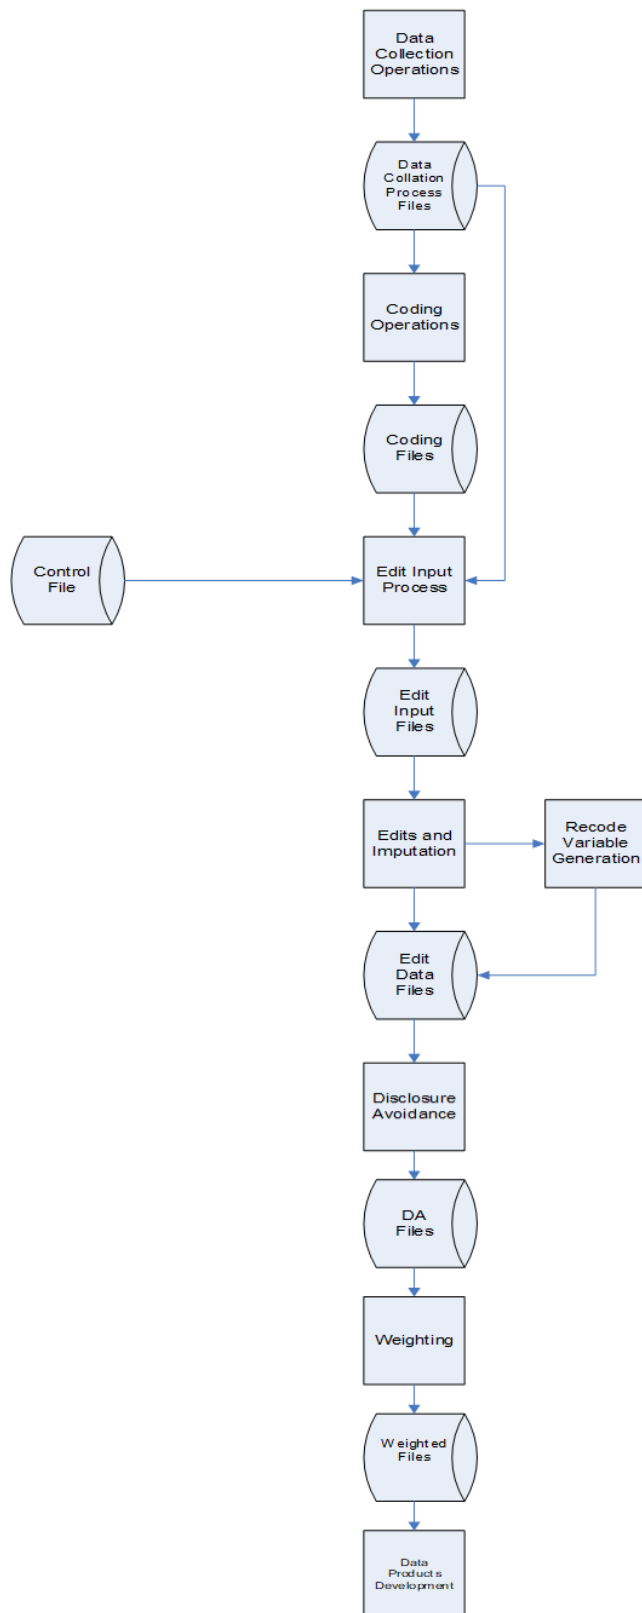 Data
Collection
Operations
Data
Collation
Process
Files
Coding
Operations
Coding
Files
Control
File
Edit Input
Process
Edit
Input
Files
Edits and
Imputation
Recode
Variable
Generation
Edit
Data
Files
Disclosure
Avoidance
DA
Files
Weighting
Weighted
Files
Data
Products
Development